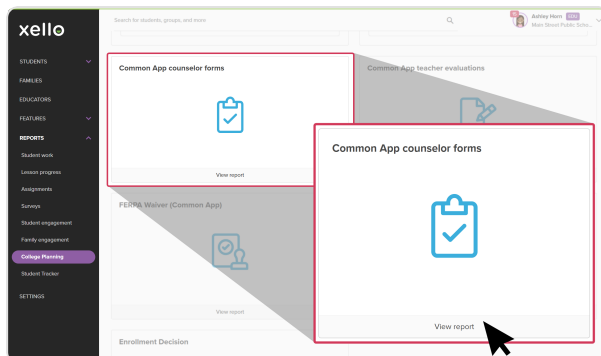 xello
Search for students, groups, and more
Ashley Horn EDU
Main Street Public Scho...
STUDENTS
FAMILIES
EDUCATORS
FEATURES
REPORTS
Student work
Lesson progress
Assignments
Surveys
Student engagement
Family engagement
College Planning
Student Tracker
SETTINGS
Common App counselor forms
View report
Common App teacher evaluations
FERPA Waiver (Common App)
View report
Enrollment Decision
Common App counselor forms
View report